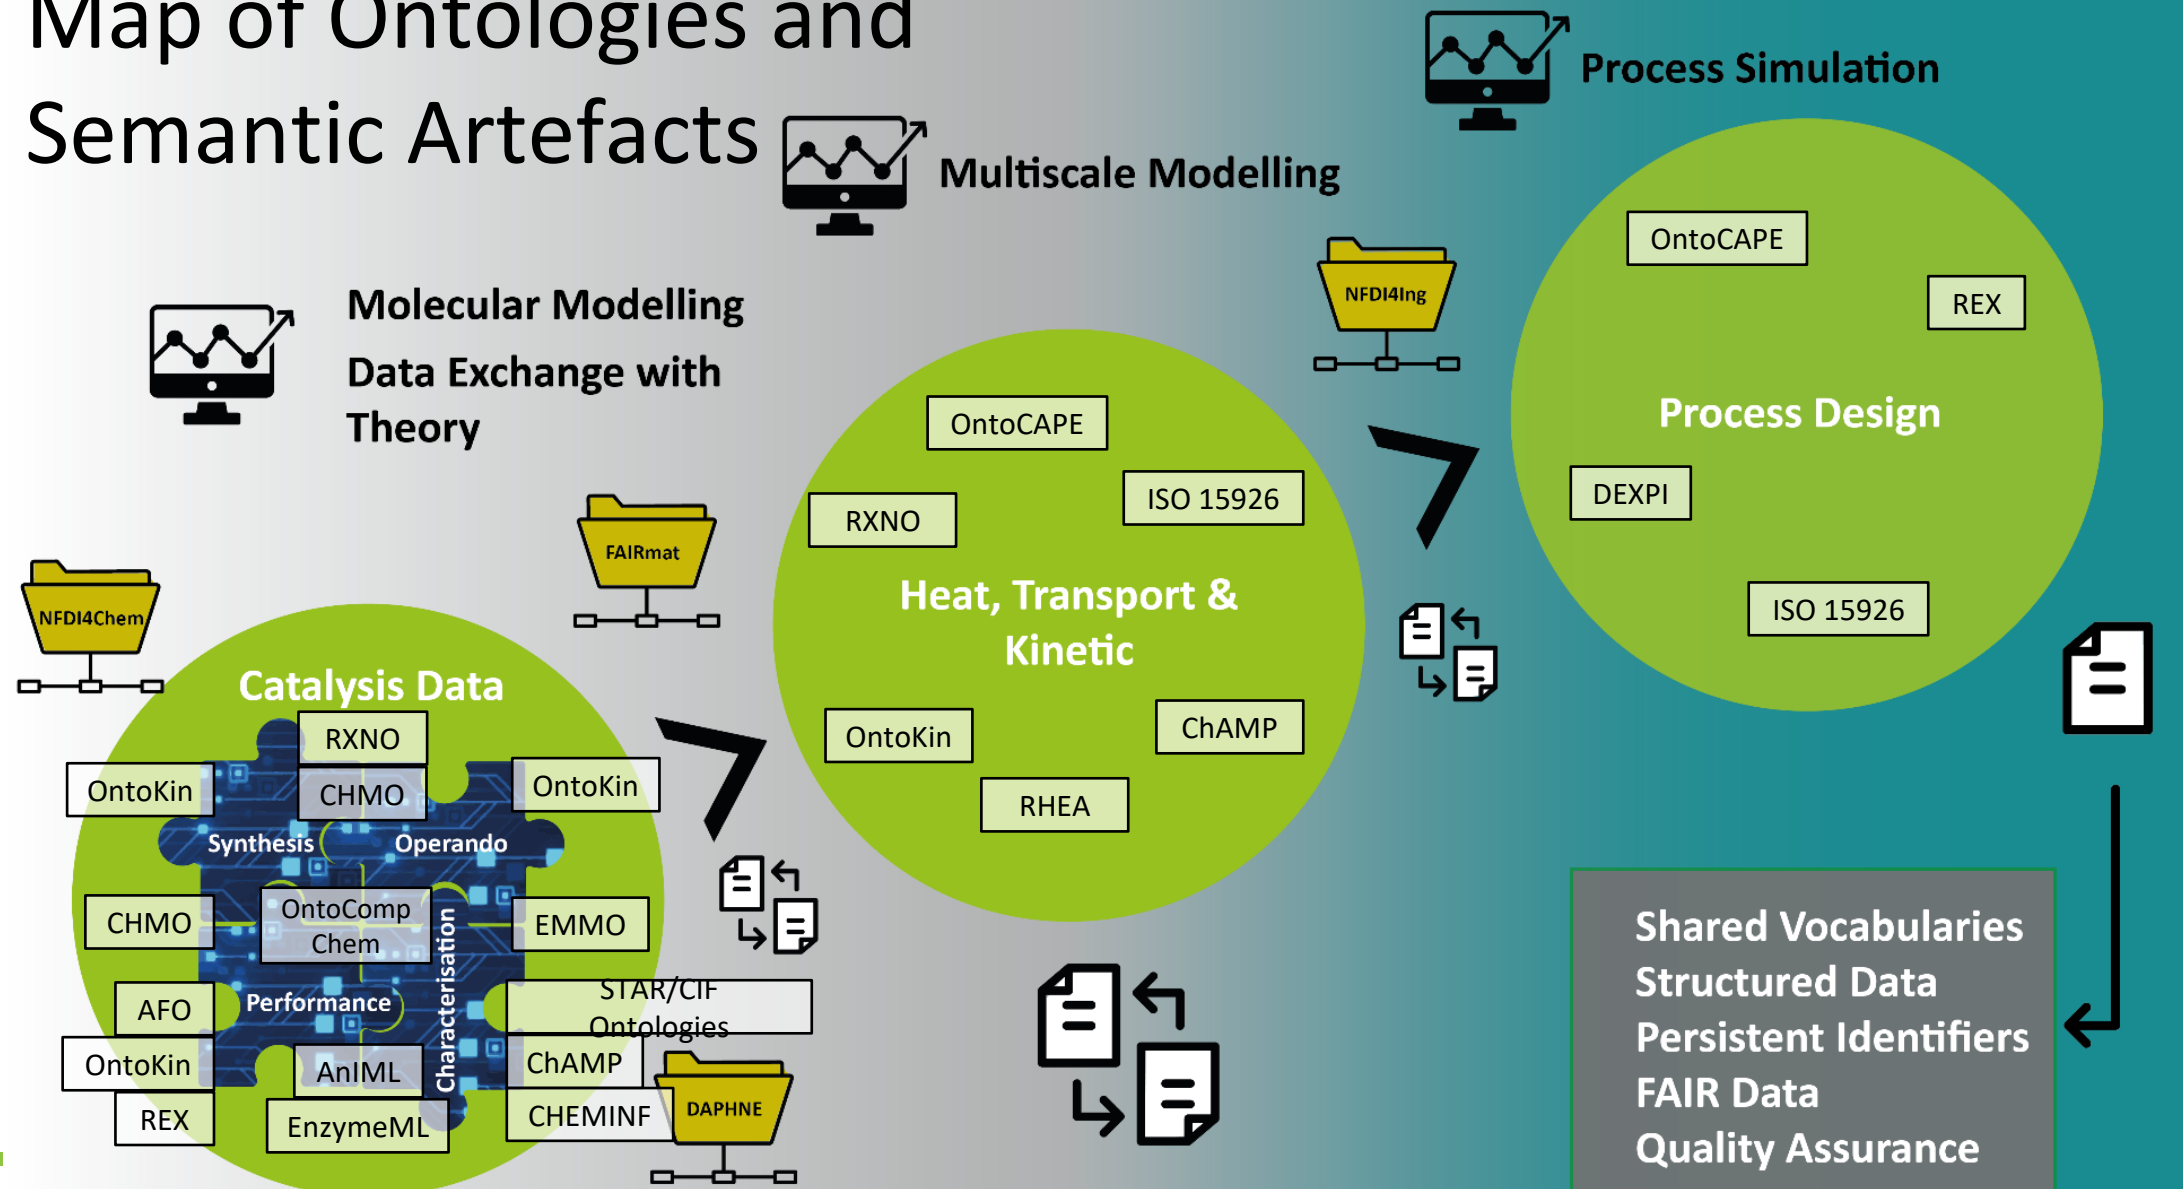 Map of Ontologies and
Semantic Artefacts
Process Simulation
Multiscale Modelling
Molecular Modelling
Data Exchange with
Theory
NFDI4Chem
FAIRmat
NFDI4Ing
DAPHNE
Catalysis Data
RXNO
OntoKin
CHMO
OntoKin
Synthesis
Operando
CHMO
OntoComp
Chem
EMMO
Characterisation
AFO
Performance
STAR/CIF
Ontologies
OntoKin
AnIML
ChAMP
REX
EnzymeML
CHEMINF
OntoCAPE
ISO 15926
RXNO
Heat, Transport &
Kinetic
OntoKin
ChAMP
RHEA
OntoCAPE
REX
Process Design
DEXPI
ISO 15926
Shared Vocabularies
Structured Data
Persistent Identifiers
FAIR Data
Quality Assurance